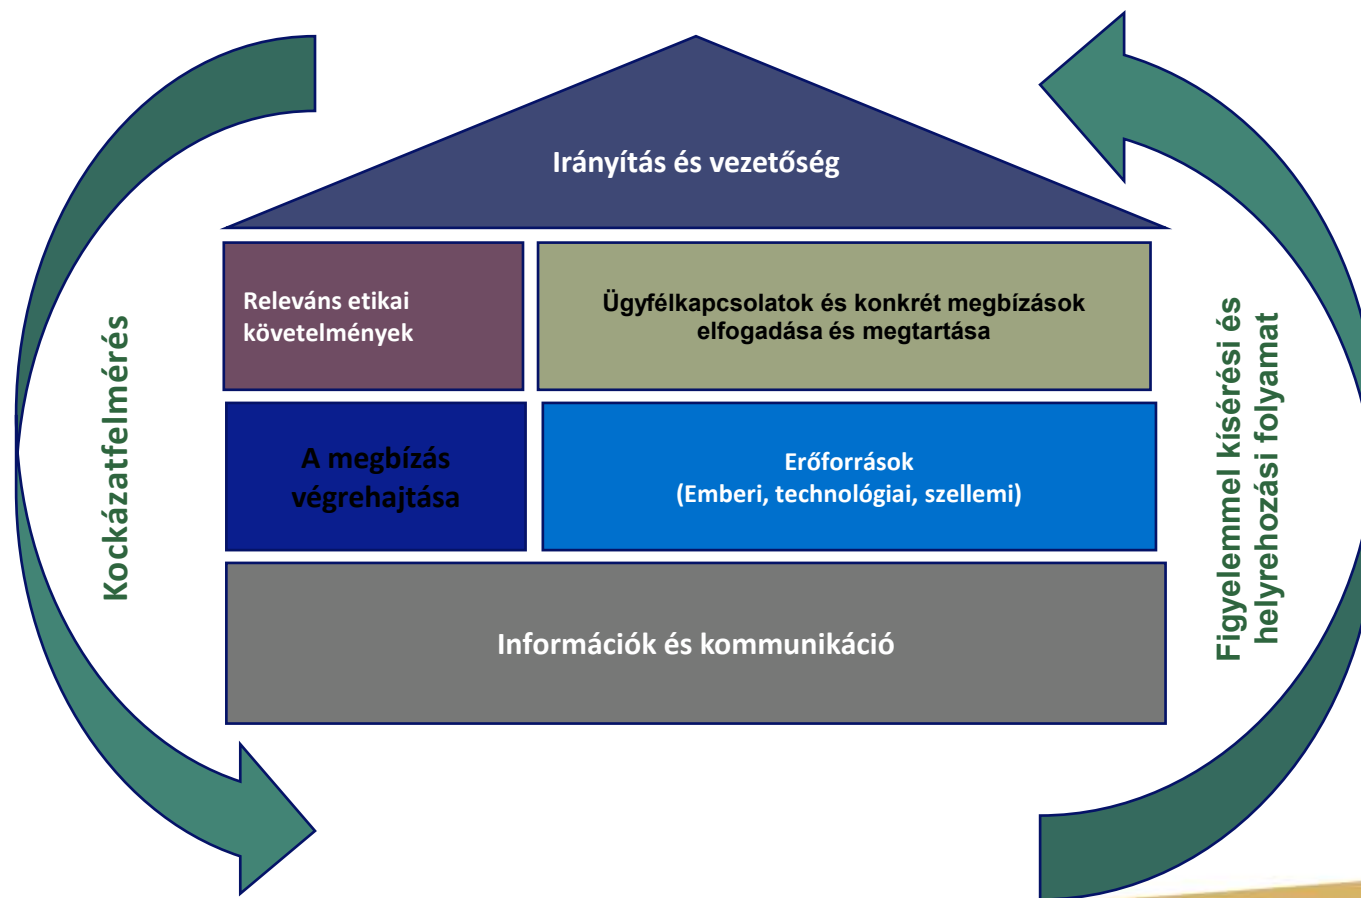 Irányítás és vezetőség
Releváns etikai
követelmények
Ügyfélkapcsolatok és konkrét megbízások
elfogadása és megtartása
A megbízás
végrehajtása
Erőforrások
(Emberi, technológiai, szellemi)
Információk és kommunikáció
Kockázatfelmérés
Figyelemmel kísérési és
helyrehozási folyamat